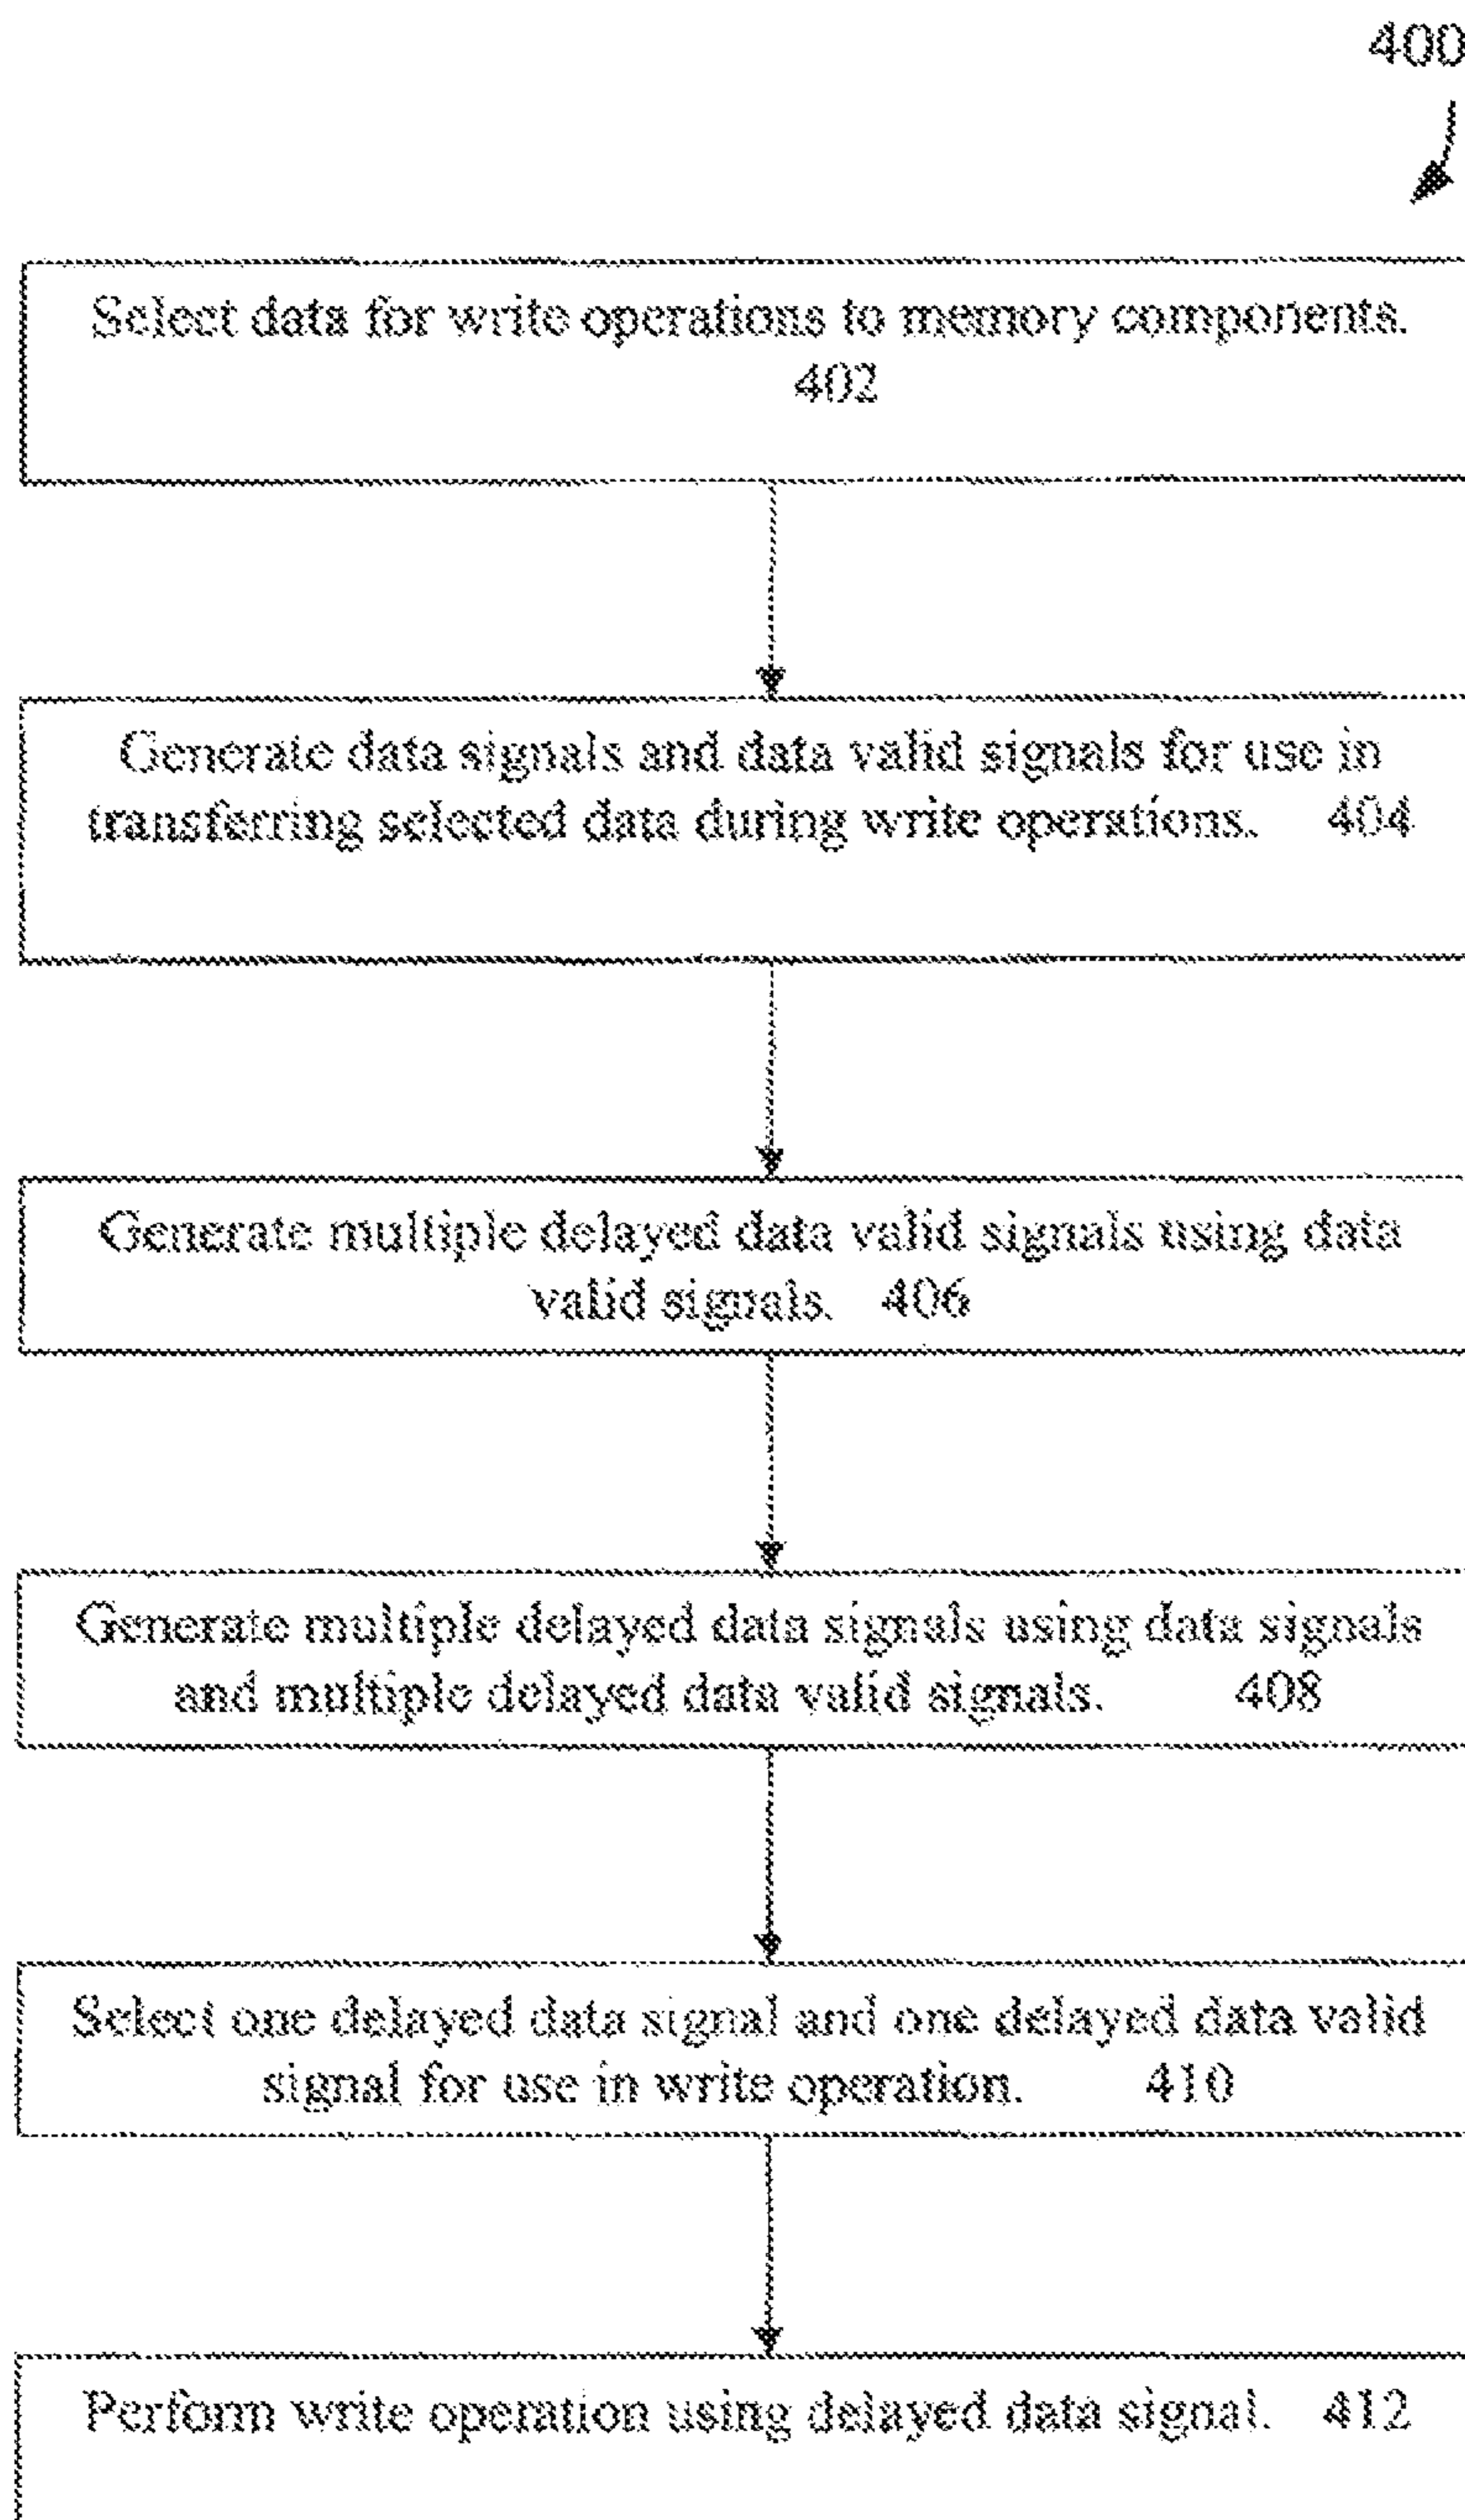 400
Select data for write operations to memory components.
402
Generate data signals and data valid signals for use in
transferring selected data during write operations. 404
Generate multiple delayed data valid signals using data
valid signals. 406
Generate multiple delayed data signals using data signals
and multiple delayed data valid signals. 408
Select one delayed data signal and one delayed data valid
signal for use in write operation. 410
Perform write operation using delayed data signal. 412